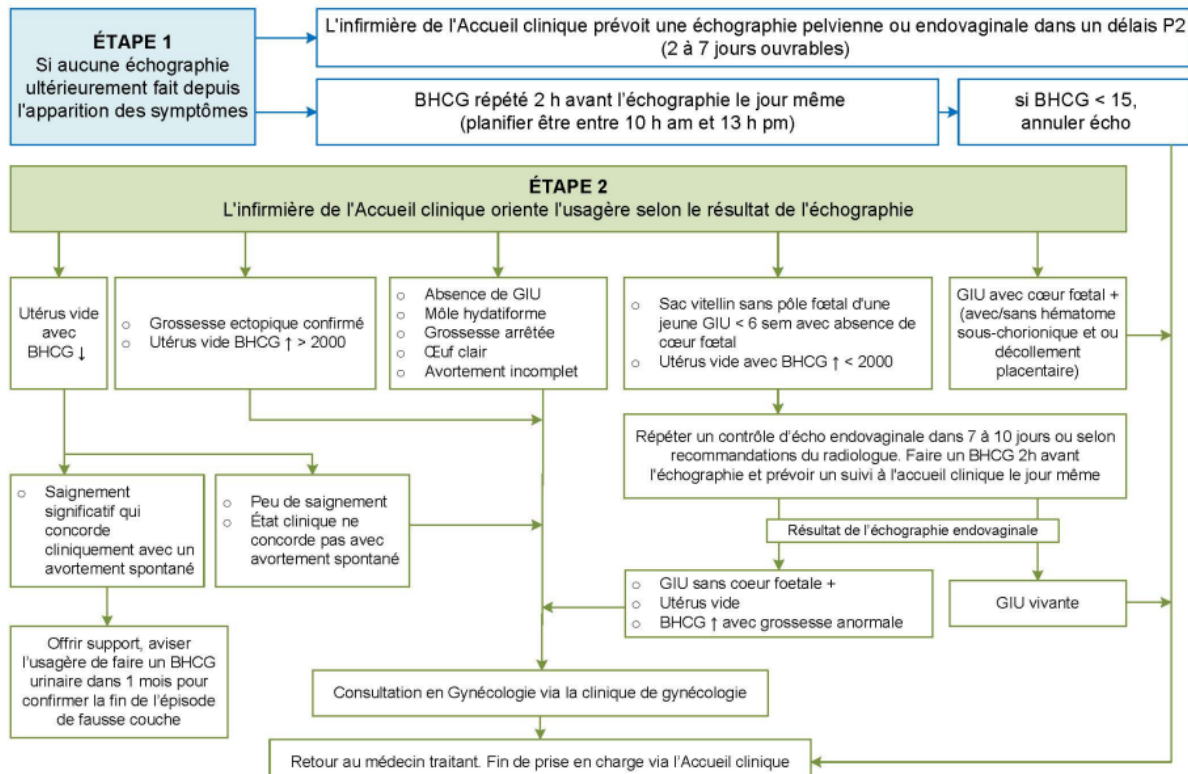 ÉTAPE 1
Si aucune échographie
ultérieurement fait depuis
l'apparition des symptômes
L'infirmière de l'Accueil clinique prévoit une échographie pelvienne ou endovaginale dans un délais P2
(2 à 7 jours ouvrables)
BHCG répété 2 h avant l'échographie le jour même
(planifier être entre 10 h am et 13 h pm)
si BHCG < 15,
annuler écho
ÉTAPE 2
L'infirmière de l'Accueil clinique oriente l'usagère selon le résultat de l'échographie
Utérus vide
avec
BHCG ↓
o Grossesse ectopique confirmé
o Utérus vide BHCG ↑ > 2000
o Absence de GIU
o Môle hydatiforme
o Grossesse arrêtée
o Œuf clair
o Avortement incomplet
o Sac vitellin sans pôle fœtal d'une
jeune GIU < 6 sem avec absence de
cœur fœtal
o Utérus vide avec BHCG ↑ < 2000
GIU avec cœur fœtal +
(avec/sans hématome
sous-chorionique et ou
décollement
placentaire)
Répéter un contrôle d'écho endovaginale dans 7 à 10 jours ou selon
recommandations du radiologue. Faire un BHCG 2h avant
l'échographie et prévoir un suivi à l'accueil clinique le jour même
o Saignement
significatif qui
concorde
cliniquement avec un
avortement spontané
o Peu de saignement
o État clinique ne
concorde pas avec
avortement spontané
Résultat de l'échographie endovaginale
o GIU sans coeur foetale +
o Utérus vide
o BHCG ↑ avec grossesse anormale
GIU vivante
Offrir support, aviser
l'usagère de faire un BHCG
urinaire dans 1 mois pour
confirmer la fin de l'épisode
de fausse couche
Consultation en Gynécologie via la clinique de gynécologie
Retour au médecin traitant. Fin de prise en charge via l'Accueil clinique